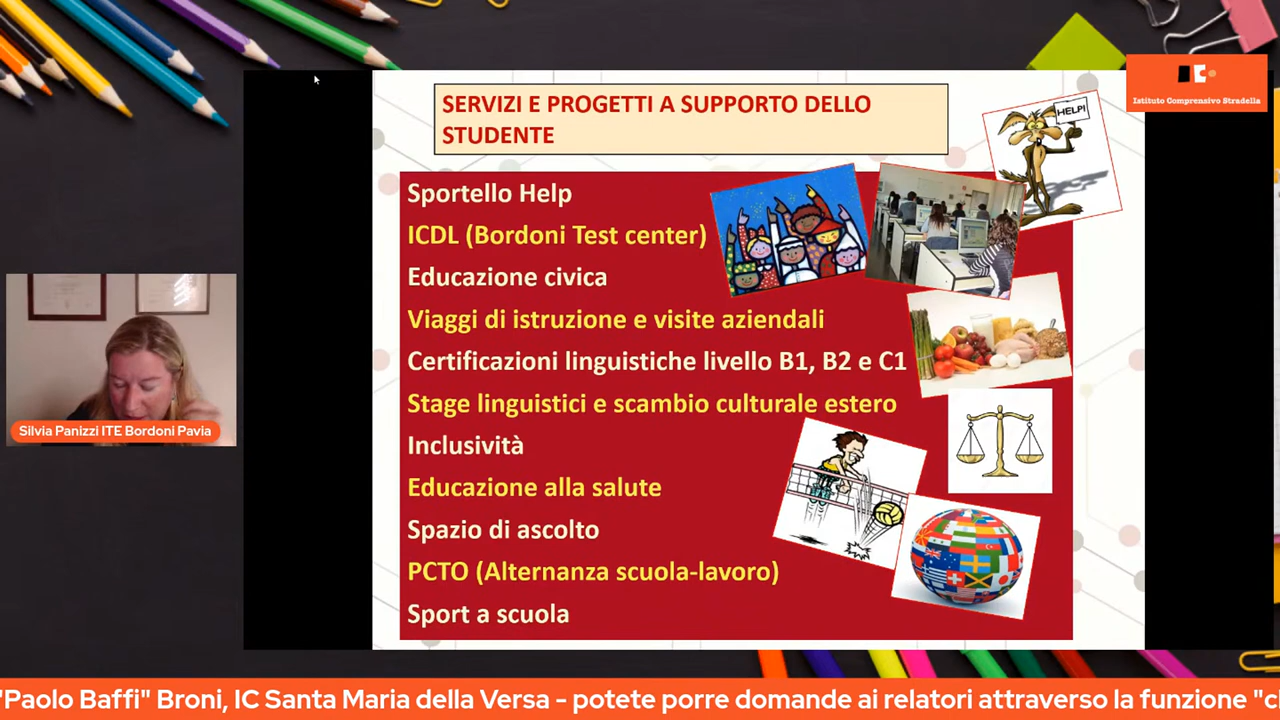 SERVIZI E PROGETTI A SUPPORTO DELLO
STUDENTE
HELP!
Istituto Comprensivo Stradella
Sportello Help
ICDL (Bordoni Test center)
Educazione civica
Viaggi di istruzione e visite aziendali
Certificazioni linguistiche livello B1, B2 e C1
Stage linguistici e scambio culturale estero
Inclusività
Educazione alla salute
Spazio di ascolto
PCTO (Alternanza scuola-lavoro)
Sport a scuola
Silvia Panizzi ITE Bordoni Pavia
"Paolo Baffi" Broni, IC Santa Maria della Versa - potete porre domande ai relatori attraverso la funzione "c